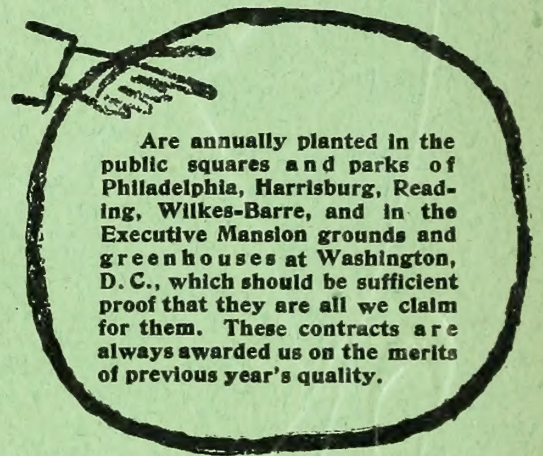 Are annually planted in the
public squares and parks of
Philadelphia, Harrisburg, Read-
ing, Wilkes-Barre, and in the
Executive Mansion grounds and
greenhouses at Washington,
D. C., which should be sufficient
proof that they are all we claim
for them. These contracts are
always awarded us on the merits
of previous year's quality.